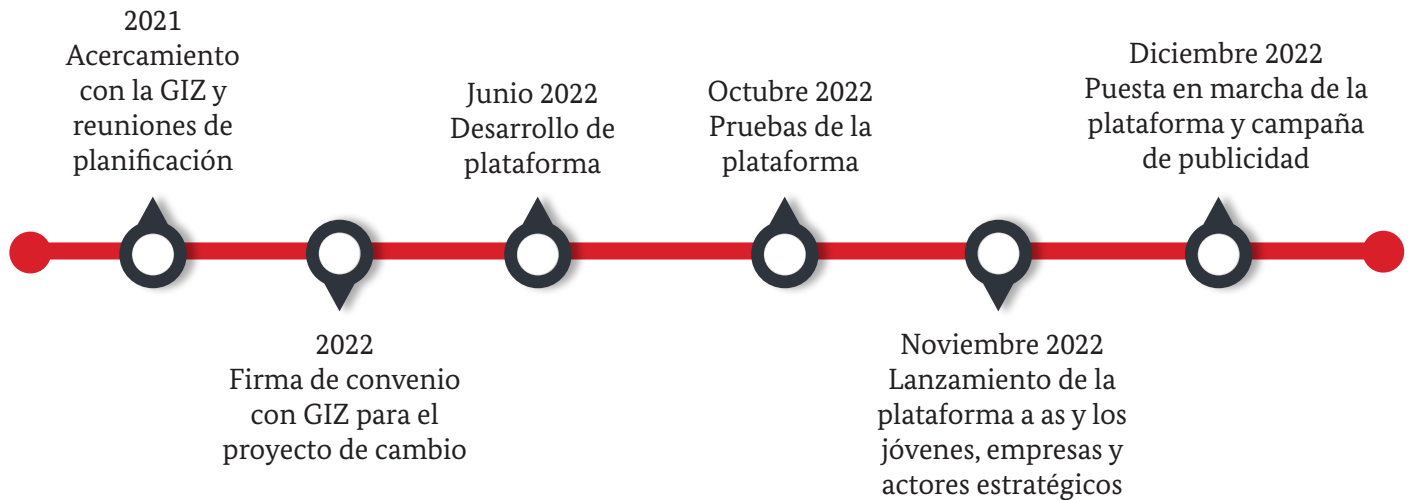 2021
Acercamiento
con la GIZ y
reuniones de
planificación
2022
Firma de convenio
con GIZ para el
proyecto de cambio
Junio 2022
Desarrollo de
plataforma
Octubre 2022
Pruebas de la
plataforma
Noviembre 2022
Lanzamiento de la
plataforma a as y los
jóvenes, empresas y
actores estratégicos
Diciembre 2022
Puesta en marcha de la
plataforma y campaña
de publicidad